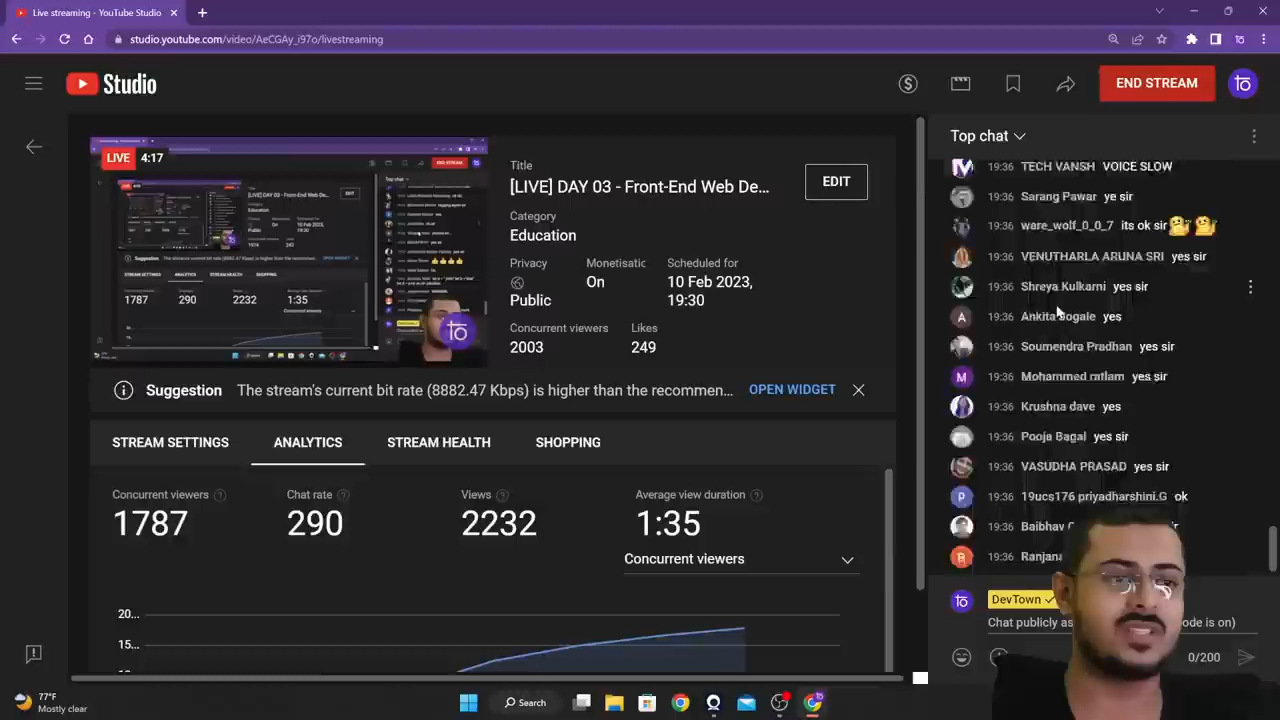 Live streaming - YouTube Studio
studio.youtube.com/video/AeCGAy_i97o/livestreaming
Studio
END STREAM
LIVE 4:17
Title
[LIVE] DAY 03 - Front-End Web De...
EDIT
Category
Education
Privacy
Public
Monetisatic
On
Scheduled for
10 Feb 2023,
19:30
Concurrent viewers
2003
Likes
249
Suggestion The stream's current bit rate (8882.47 Kbps) is higher than the recommen... OPEN WIDGET
STREAM SETTINGS ANALYTICS STREAM HEALTH SHOPPING
Concurrent viewers
1787
Chat rate
290
Views
2232
Average view duration
1:35
Concurrent viewers
20...
15...
Top chat
19:36 TECH VANSH VOICE SLOW
19:36 Sarang Pawar ye sir
19:36 ware_wolf_0_0_7 its ok sir
19:36 VENUTHARLA ARUNA SRI yes sir
19:36 Shreya Kulkarni yes sir
19:36 Ankita Bogale yes
19:36 Soumendra Pradhan yes sir
19:36 Mohammed ratlam yes sir
19:36 Krushna dave yes
19:36 Pooja Bagal yes sir
19:36 VASUDHA PRASAD yes sir
19:36 19ucs176 priyadharshini.G ok
19:36 Baibhav
19:36 Ranjana
DevTown
Chat publicly as ode is on)
0/200
77°F
Mostly clear
Search